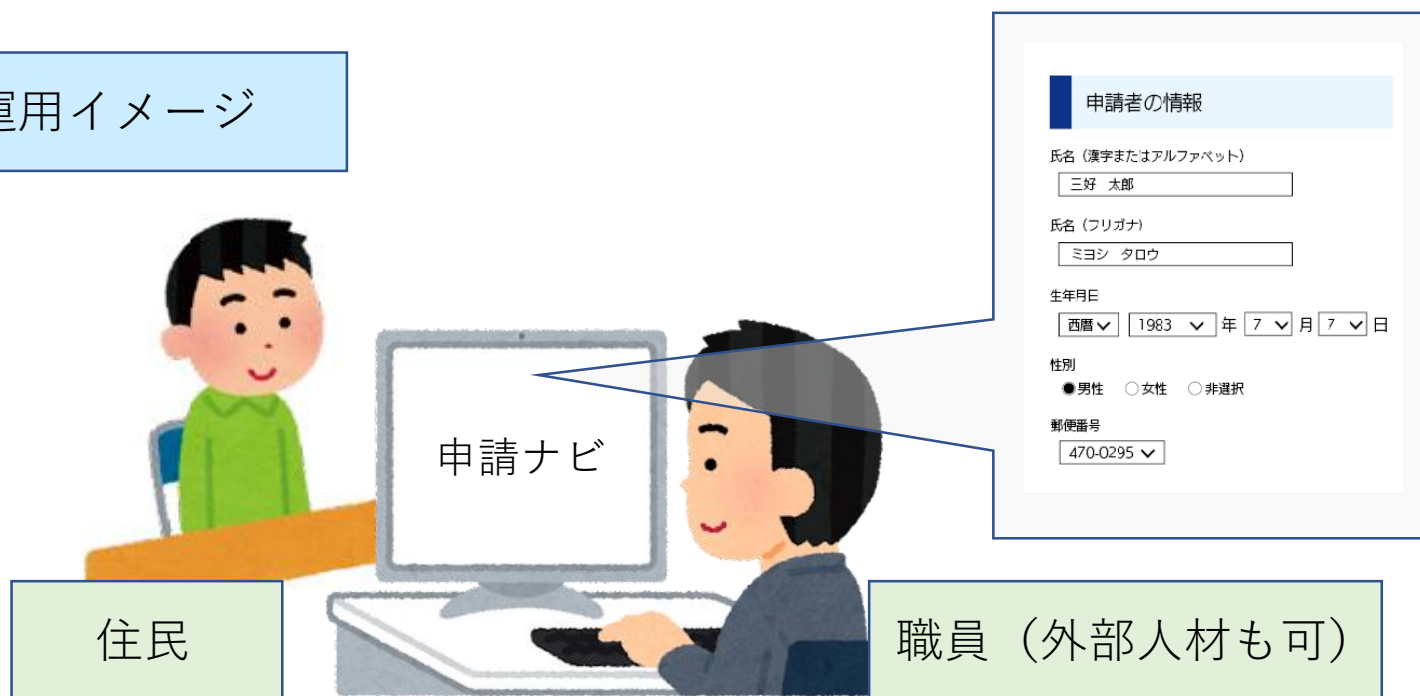 運用イメージ
申請者の情報
氏名（漢字またはアルファベット）
三好　太郎
氏名（フリガナ）
ミヨシ　タロウ
生年月日
西暦 1983 年 7 月 7 日
性別
男性 女性 非選択
郵便番号
470-0295
申請ナビ
住民
職員（外部人材も可）